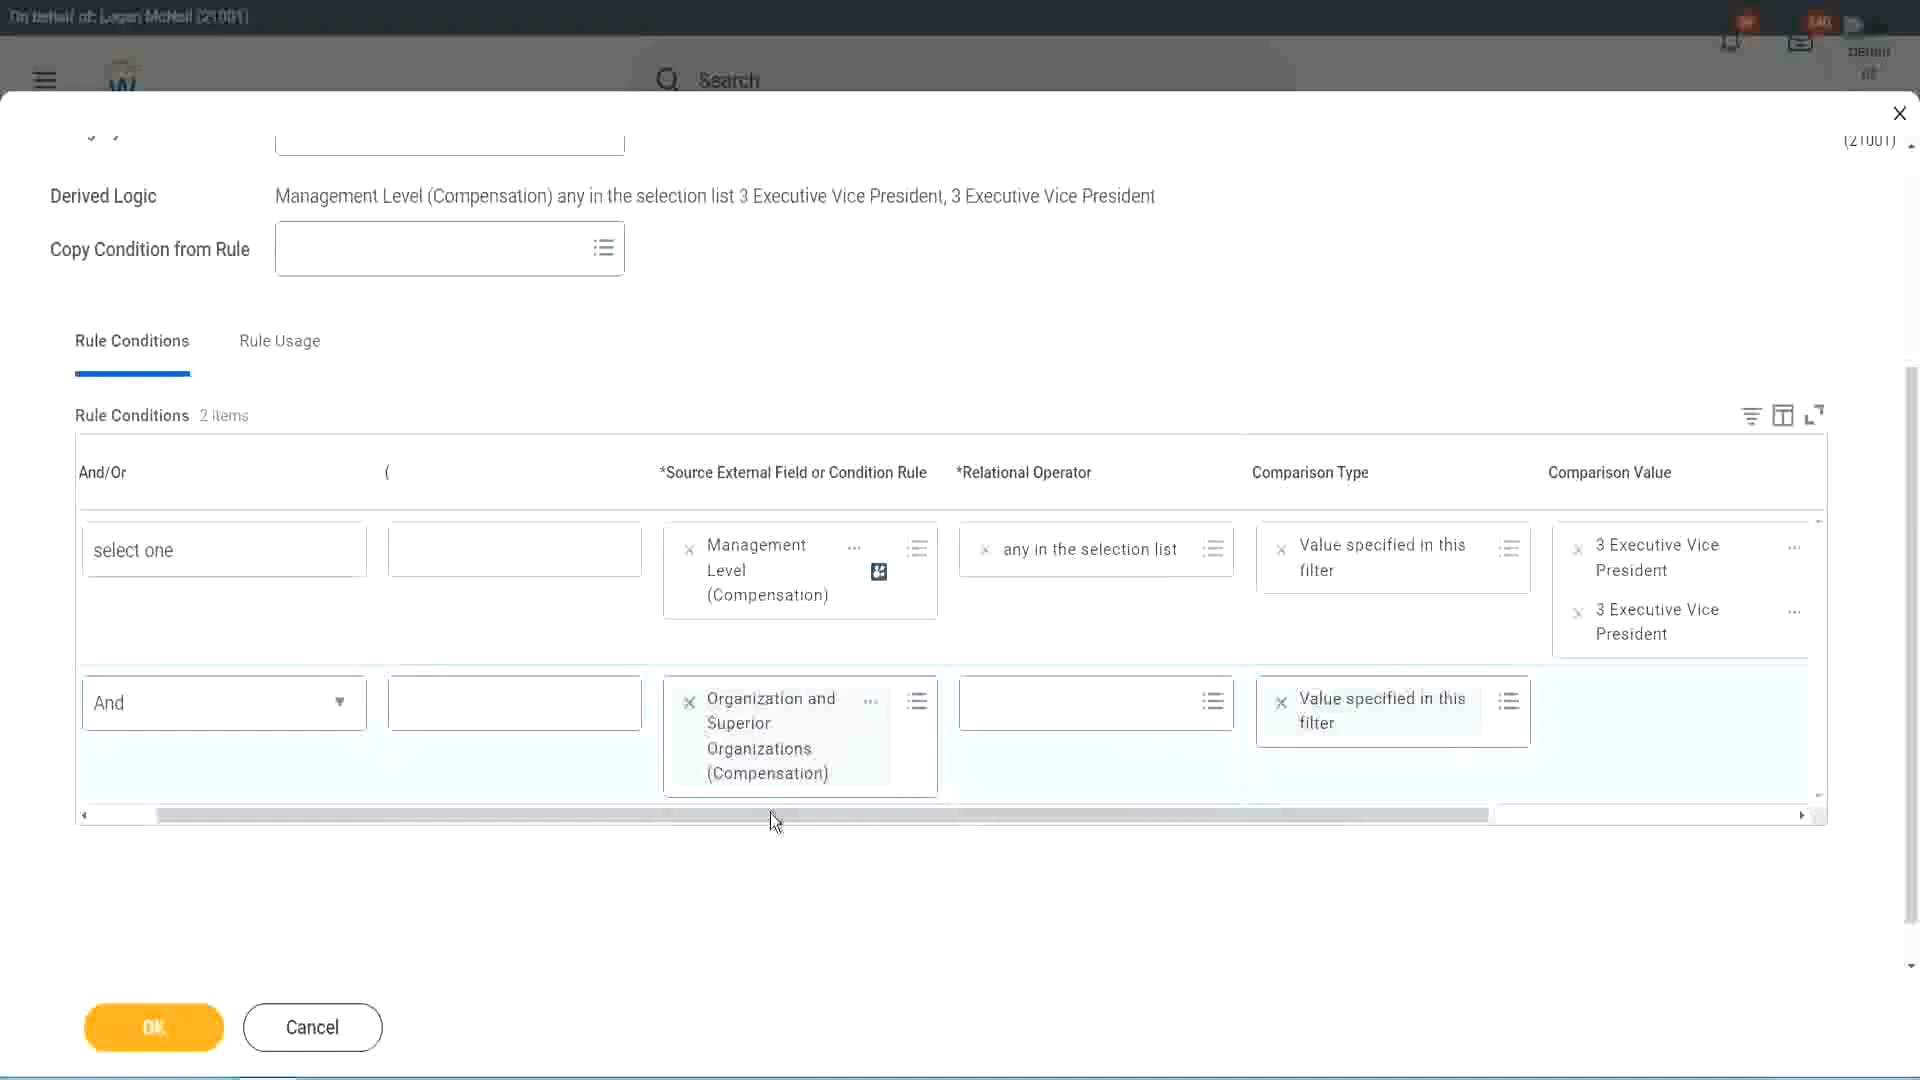 On behalf of: Logan McNeil (21001)
Search
(21001)
Derived Logic
Management Level (Compensation) any in the selection list 3 Executive Vice President, 3 Executive Vice President
Copy Condition from Rule
Rule Conditions
Rule Usage
Rule Conditions 2 items
And/Or
(
*Source External Field or Condition Rule
*Relational Operator
Comparison Type
Comparison Value
select one
Management
Level
(Compensation)
any in the selection list
Value specified in this
filter
3 Executive Vice
President
3 Executive Vice
President
And
Organization and
Superior
Organizations
(Compensation)
Value specified in this
filter
OK
Cancel